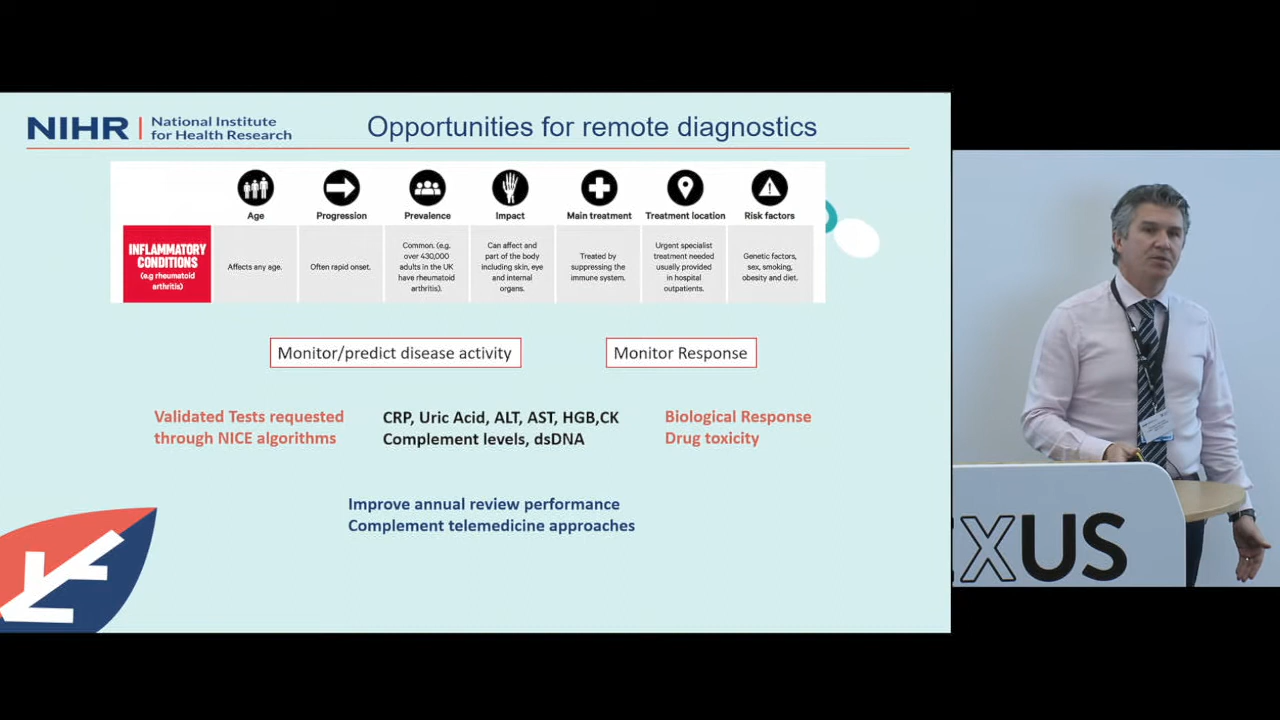 NIHR | National Institute
for Health Research
Opportunities for remote diagnostics
Age
Progression
Prevalence
Impact
Main treatment
Treatment location
Risk factors
INFLAMMATORY
CONDITIONS
(e.g rheumatoid
arthritis)
Affects any age.
Often rapid onset.
Common. (e.g.
over 430,000
adults in the UK
have rheumatoid
arthritis).
Can affect and
part of the body
including skin, eye
and internal
organs.
Treated by
suppressing the
immune system.
Urgent specialist
treatment needed
usually provided
in hospital
outpatients.
Genetic factors,
sex, smoking,
obesity and diet.
Monitor/predict disease activity
Monitor Response
Validated Tests requested
through NICE algorithms
CRP, Uric Acid, ALT, AST, HGB,CK
Complement levels, dsDNA
Biological Response
Drug toxicity
Improve annual review performance
Complement telemedicine approaches
XUS